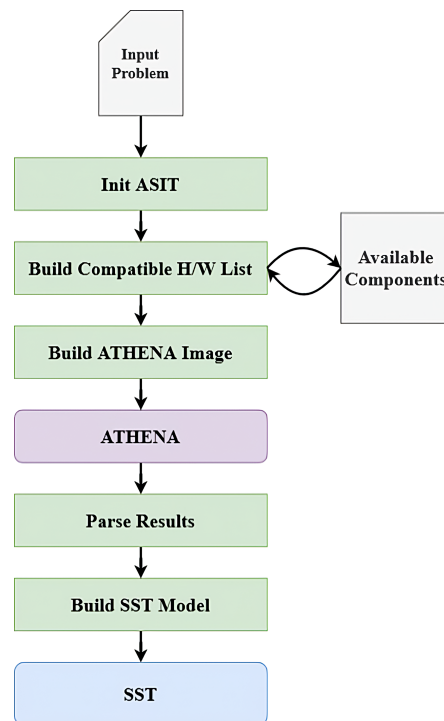 Input
Problem
Init ASIT
Build Compatible H/W List
Available
Components
Build ATHENA Image
ATHENA
Parse Results
Build SST Model
SST